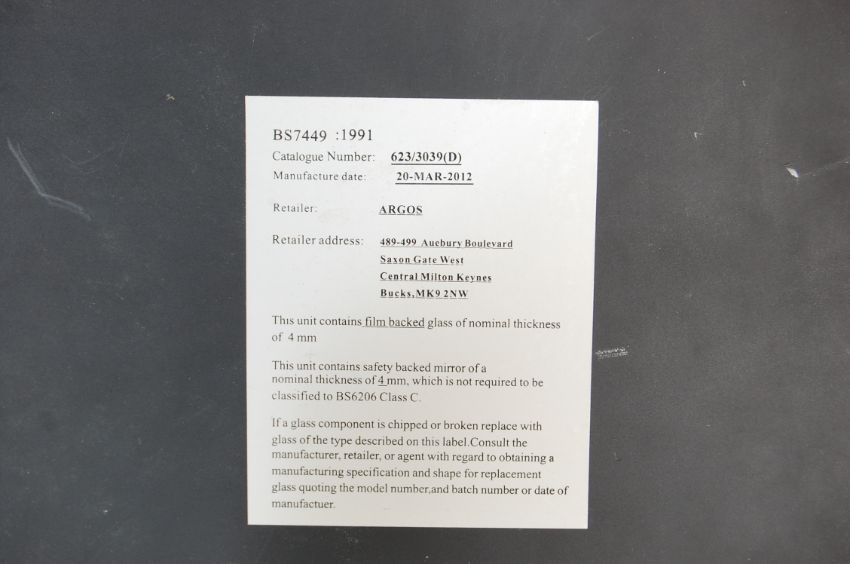 BS7449 :1991
Catalogue Number: 623/3039(D)
Manufacture date: 20-MAR-2012
Retailer: ARGOS
Retailer address: 489-499 Auebury Boulevard
Saxon Gate West
Central Milton Keynes
Bucks,MK9 2NW
This unit contains film backed glass of nominal thickness
of 4 mm
This unit contains safety backed mirror of a
nominal thickness of 4 mm, which is not required to be
classified to BS6206 Class C.
If a glass component is chipped or broken replace with
glass of the type described on this label.Consult the
manufacturer, retailer, or agent with regard to obtaining a
manufacturing specification and shape for replacement
glass quoting the model number,and batch number or date of
manufactuer.